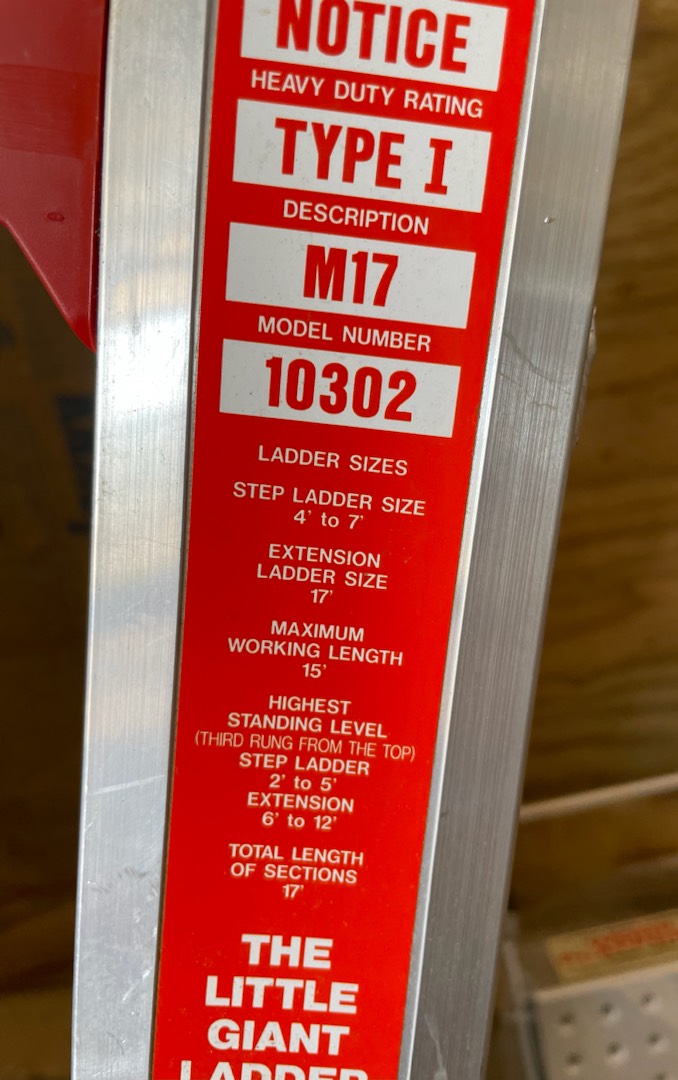 NOTICE
HEAVY DUTY RATING
TYPE I
DESCRIPTION
M17
MODEL NUMBER
10302
LADDER SIZES
STEP LADDER SIZE
4' to 7'
EXTENSION
LADDER SIZE
17'
MAXIMUM
WORKING LENGTH
15'
HIGHEST
STANDING LEVEL
(THIRD RUNG FROM THE TOP)
STEP LADDER
2' to 5'
EXTENSION
6' to 12'
TOTAL LENGTH
OF SECTIONS
17'
THE
LITTLE
GIANT
LADDER